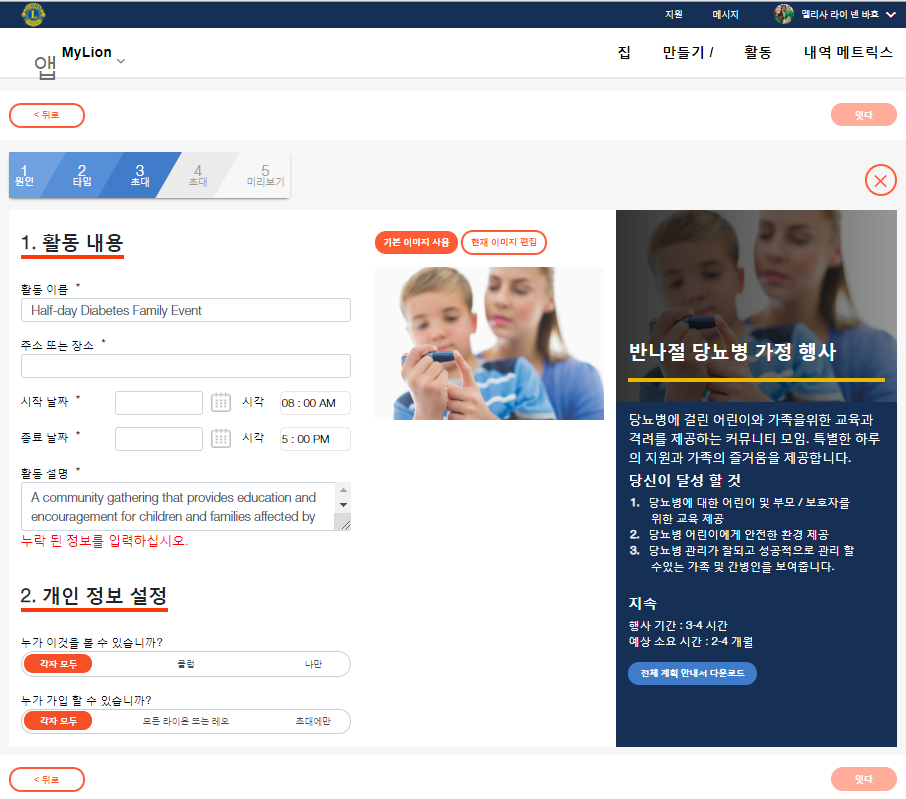 지원 메시지 멜리사 라이 넨 바흐
앱 MyLion
집 만들기 / 활동 내역 메트릭스
< 뒤로
잇다
1 원인
2 타입
3 초대
4 초대
5 미리보기
1. 활동 내용
활동 이름 *
Half-day Diabetes Family Event
주소 또는 장소 *
시작 날짜 * 시각 08 : 00 AM
종료 날짜 * 시각 5 : 00 PM
활동 설명 *
A community gathering that provides education and
encouragement for children and families affected by
누락 된 정보를 입력하십시오.
2. 개인 정보 설정
누가 이것을 볼 수 있습니까?
각자 모두 클럽 나만
누가 가입 할 수 있습니까?
각자 모두 모든 라이온 또는 레오 초대에만
기본 이미지 사용 현재 이미지 편집
반나절 당뇨병 가정 행사
당뇨병에 걸린 어린이와 가족을위한 교육과
격려를 제공하는 커뮤니티 모임. 특별한 하루
의 지원과 가족의 즐거움을 제공합니다.
당신이 달성 할 것
1. 당뇨병에 대한 어린이 및 부모 / 보호자를
위한 교육 제공
2. 당뇨병 어린이에게 안전한 환경 제공
3. 당뇨병 관리가 잘되고 성공적으로 관리 할
수있는 가족 및 간병인을 보여줍니다.
지속
행사 기간 : 3-4 시간
예상 소요 시간 : 2-4 개월
전체 계획 안내서 다운로드
< 뒤로
잇다